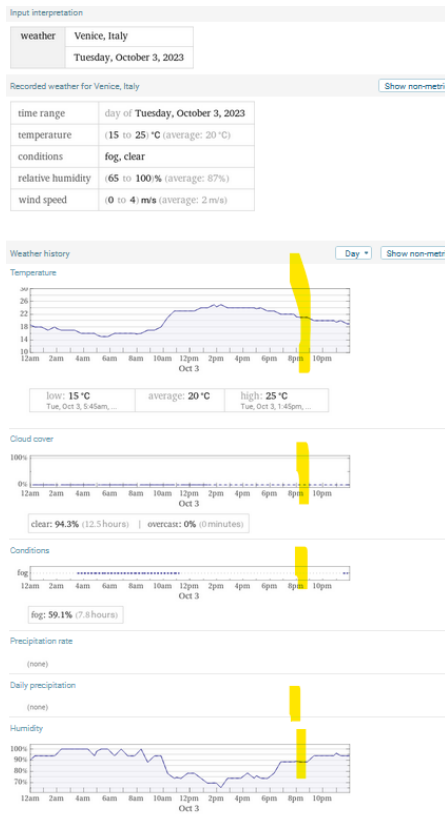 Input interpretation
weather Venice, Italy
Tuesday, October 3, 2023
Recorded weather for Venice, Italy Show non-metri
time range day of Tuesday, October 3, 2023
temperature (15 to 25) °C (average: 20 °C)
conditions fog, clear
relative humidity (65 to 100)% (average: 87%)
wind speed (0 to 4) m/s (average: 2 m/s)
Weather history Day Show non-metri
Temperature
30
26
22
18
14
10
12am 2am 4am 6am 8am 10am 12pm 2pm 4pm 6pm 8pm 10pm
Oct 3
low: 15 °C average: 20 °C high: 25 °C
Tue, Oct 3, 5:45am, ... Tue, Oct 3, 1:45pm, ...
Cloud cover
100%
0%
12am 2am 4am 6am 8am 10am 12pm 2pm 4pm 6pm 8pm 10pm
Oct 3
clear: 94.3% (12.5 hours) | overcast: 0% (0 minutes)
Conditions
fog
12am 2am 4am 6am 8am 10am 12pm 2pm 4pm 6pm 8pm 10pm
Oct 3
fog: 59.1% (7.8 hours)
Precipitation rate
(none)
Daily precipitation
(none)
Humidity
100%
90%
80%
70%
12am 2am 4am 6am 8am 10am 12pm 2pm 4pm 6pm 8pm 10pm
Oct 3